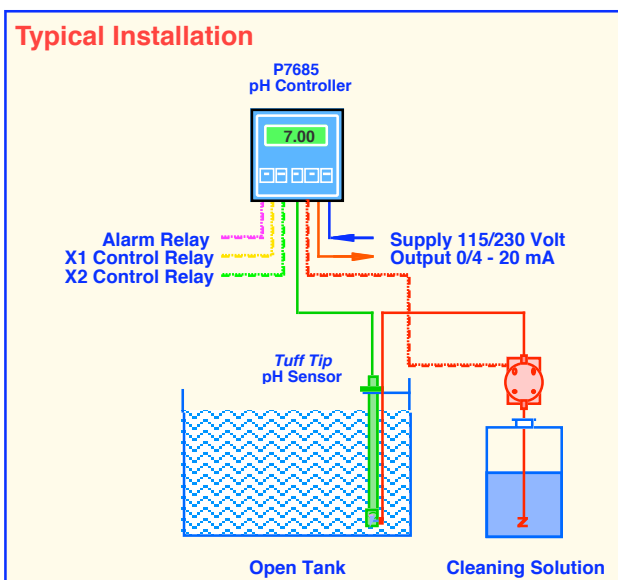 Typical Installation
P7685
pH Controller
7.00
Alarm Relay
X1 Control Relay
X2 Control Relay
Supply 115/230 Volt
Output 0/4 - 20 mA
Tuff Tip
pH Sensor
Open Tank
Cleaning Solution